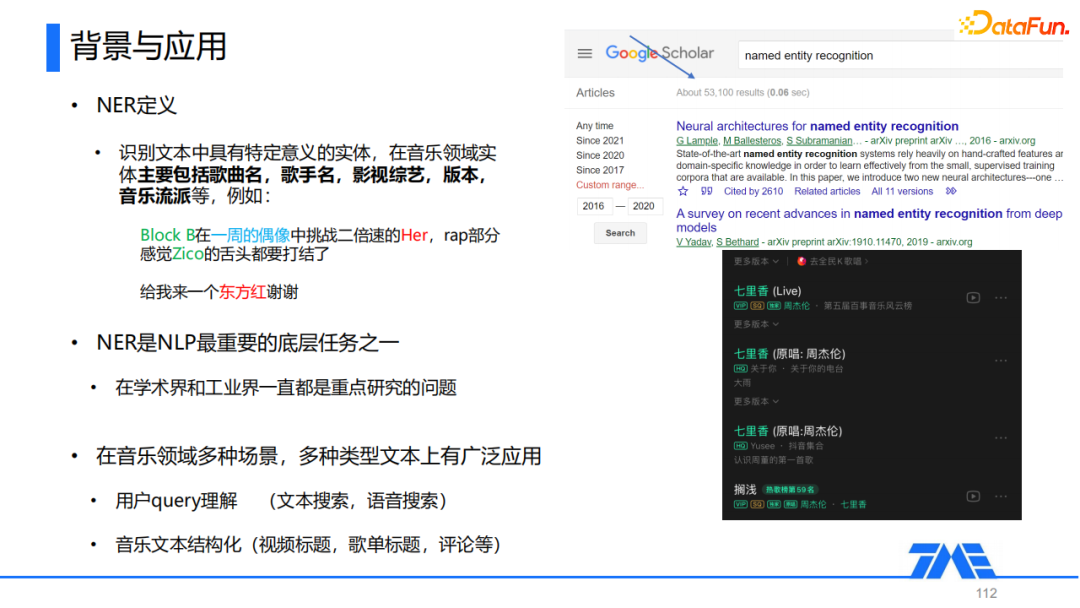 背景与应用
DataFun.
• NER定义
• 识别文本中具有特定意义的实体，在音乐领域实
体主要包括歌曲名，歌手名，影视综艺，版本，
音乐流派等，例如：
Block B在一周的偶像中挑战二倍速的Her，rap部分
感觉Zico的舌头都要打结了
给我来一个东方红谢谢
• NER是NLP最重要的底层任务之一
• 在学术界和工业界一直都是重点研究的问题
• 在音乐领域多种场景，多种类型文本上有广泛应用
• 用户query理解 （文本搜索，语音搜索）
• 音乐文本结构化（视频标题，歌单标题，评论等）
Google Scholar
named entity recognition
Articles
About 53,100 results (0.06 sec)
Any time
Since 2021
Since 2020
Since 2017
Custom range...
2016 — 2020
Search
Neural architectures for named entity recognition
G Lample, M Ballesteros, S Subramanian… - arXiv preprint arXiv …, 2016 - arxiv.org
State-of-the-art named entity recognition systems rely heavily on hand-crafted features ar
domain-specific knowledge in order to learn effectively from the small, supervised training
corpora that are available. In this paper, we introduce two new neural architectures---one …
Cited by 2610 Related articles All 11 versions
A survey on recent advances in named entity recognition from deep
models
V Yadav, S Bethard - arXiv preprint arXiv:1910.11470, 2019 - arxiv.org
更多版本 | 去全民K歌唱
七里香 (Live)
VIP SQ 独家 周杰伦 · 第五届百事音乐风云榜
更多版本
七里香 (原唱: 周杰伦)
HQ 关于你 · 关于你的电台
大雨
更多版本
七里香 (原唱:周杰伦)
HQ Yusee · 抖音集合
认识周董的第一首歌
搁浅 热歌榜第59名
VIP SQ 独家 周杰伦 · 七里香
TME
112